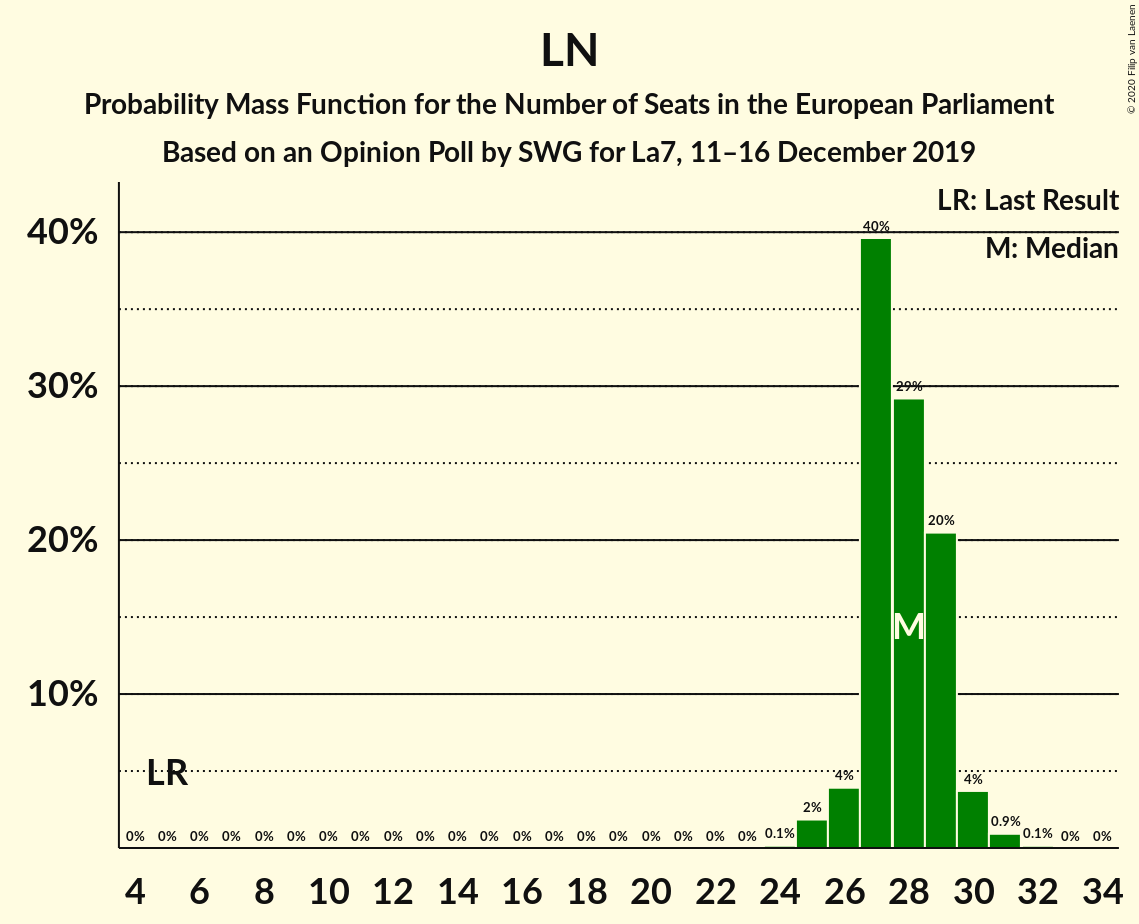 LN
Probability Mass Function for the Number of Seats in the European Parliament
Based on an Opinion Poll by SWG for La7, 11–16 December 2019
© 2020 Filip van Laenen
LR: Last Result
M: Median
40%
30%
20%
10%
40%
29%
20%
M
LR
0% 0% 0% 0% 0% 0% 0% 0% 0% 0% 0% 0% 0% 0% 0% 0% 0% 0% 0% 0% 0.1% 2% 4% 4% 0.9% 0.1% 0% 0%
4 6 8 10 12 14 16 18 20 22 24 26 28 30 32 34